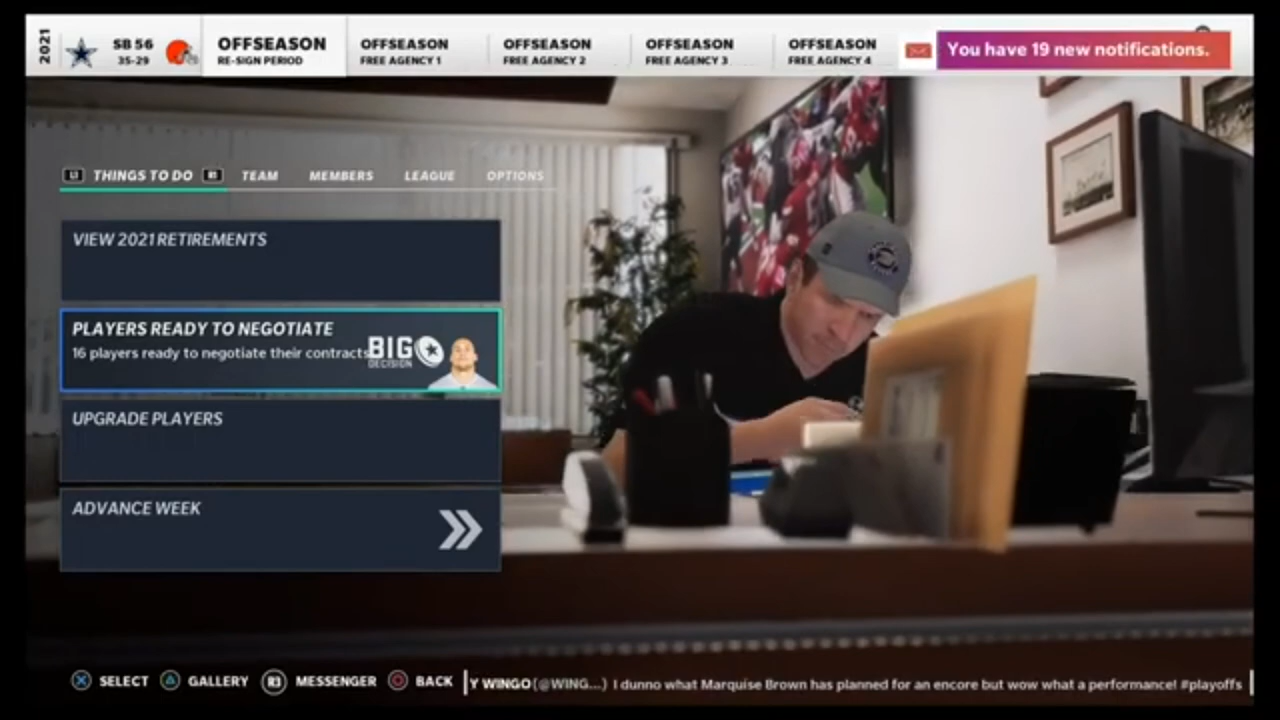 2021
SB 56
35-29
OFFSEASON
RE-SIGN PERIOD
OFFSEASON
FREE AGENCY 1
OFFSEASON
FREE AGENCY 2
OFFSEASON
FREE AGENCY 3
OFFSEASON
FREE AGENCY 4
You have 19 new notifications.
L1 THINGS TO DO R1 TEAM MEMBERS LEAGUE OPTIONS
VIEW 2021 RETIREMENTS
PLAYERS READY TO NEGOTIATE
16 players ready to negotiate their contracts
BIG
DECISION
UPGRADE PLAYERS
ADVANCE WEEK
SELECT GALLERY R3 MESSENGER BACK
Y WINGO (@WING...) I dunno what Marquise Brown has planned for an encore but wow what a performance! #playoffs